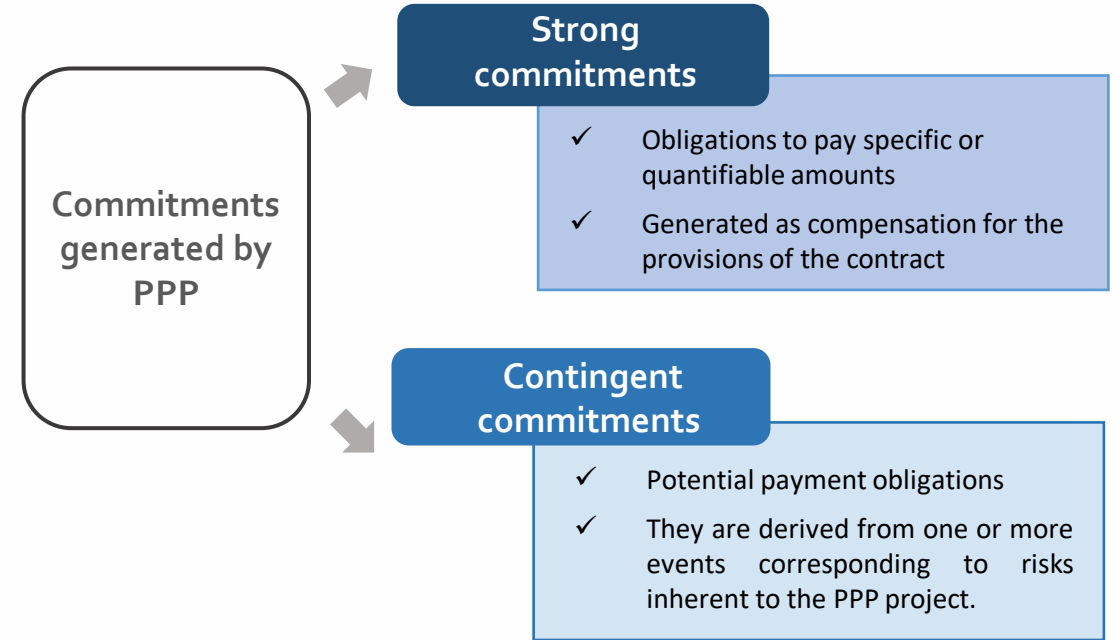 Commitments
generated by
PPP
Strong
commitments
✓ Obligations to pay specific or
quantifiable amounts
✓ Generated as compensation for the
provisions of the contract
Contingent
commitments
✓ Potential payment obligations
✓ They are derived from one or more
events corresponding to risks
inherent to the PPP project.